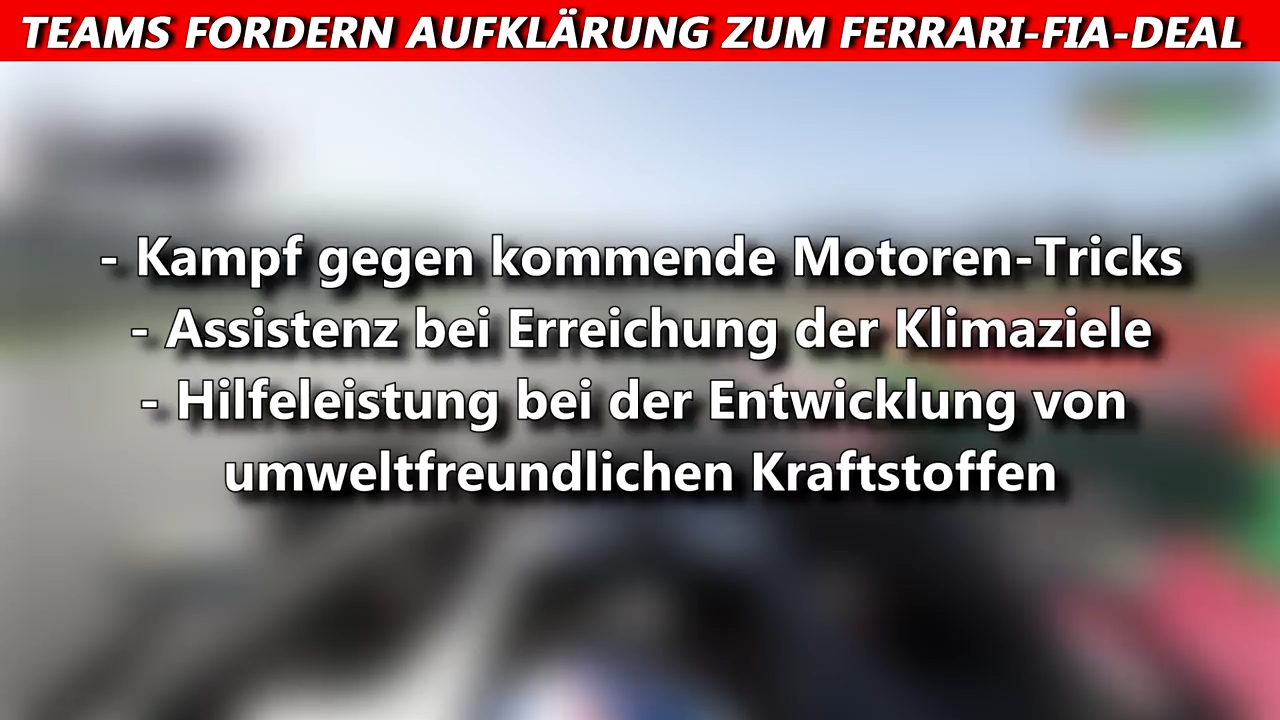 TEAMS FORDERN AUFKLÄRUNG ZUM FERRARI-FIA-DEAL
- Kampf gegen kommende Motoren-Tricks
- Assistenz bei Erreichung der Klimaziele
- Hilfeleistung bei der Entwicklung von
umweltfreundlichen Kraftstoffen